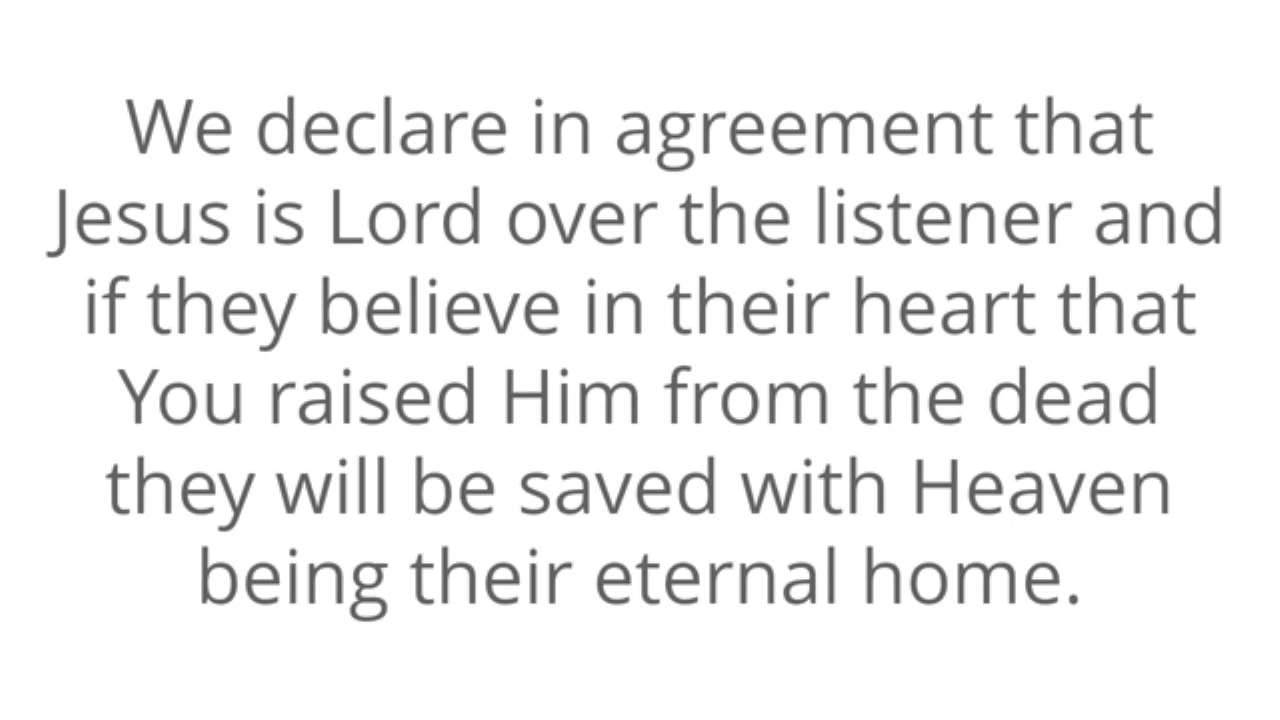 We declare in agreement that
Jesus is Lord over the listener and
if they believe in their heart that
You raised Him from the dead
they will be saved with Heaven
being their eternal home.